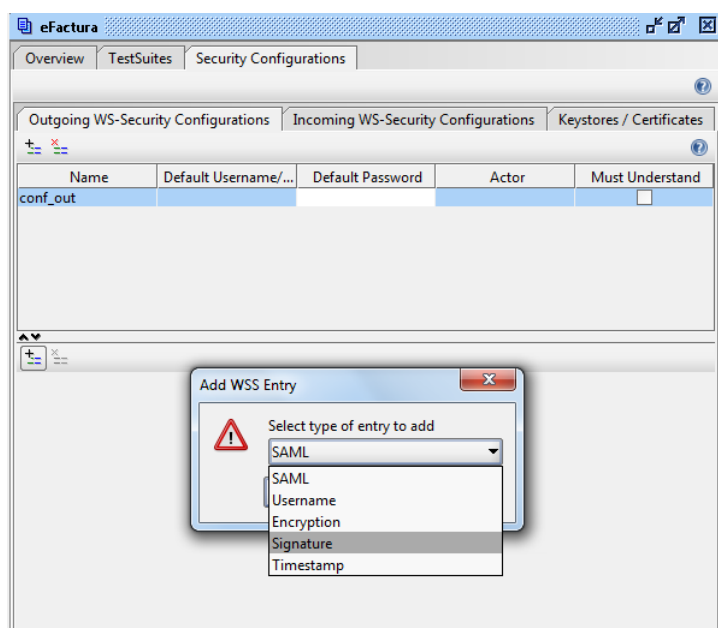 eFactura
Overview TestSuites Security Configurations
Outgoing WS-Security Configurations Incoming WS-Security Configurations Keystores / Certificates
Name Default Username/... Default Password Actor Must Understand
conf_out
Add WSS Entry
Select type of entry to add
SAML
SAML
Username
Encryption
Signature
Timestamp